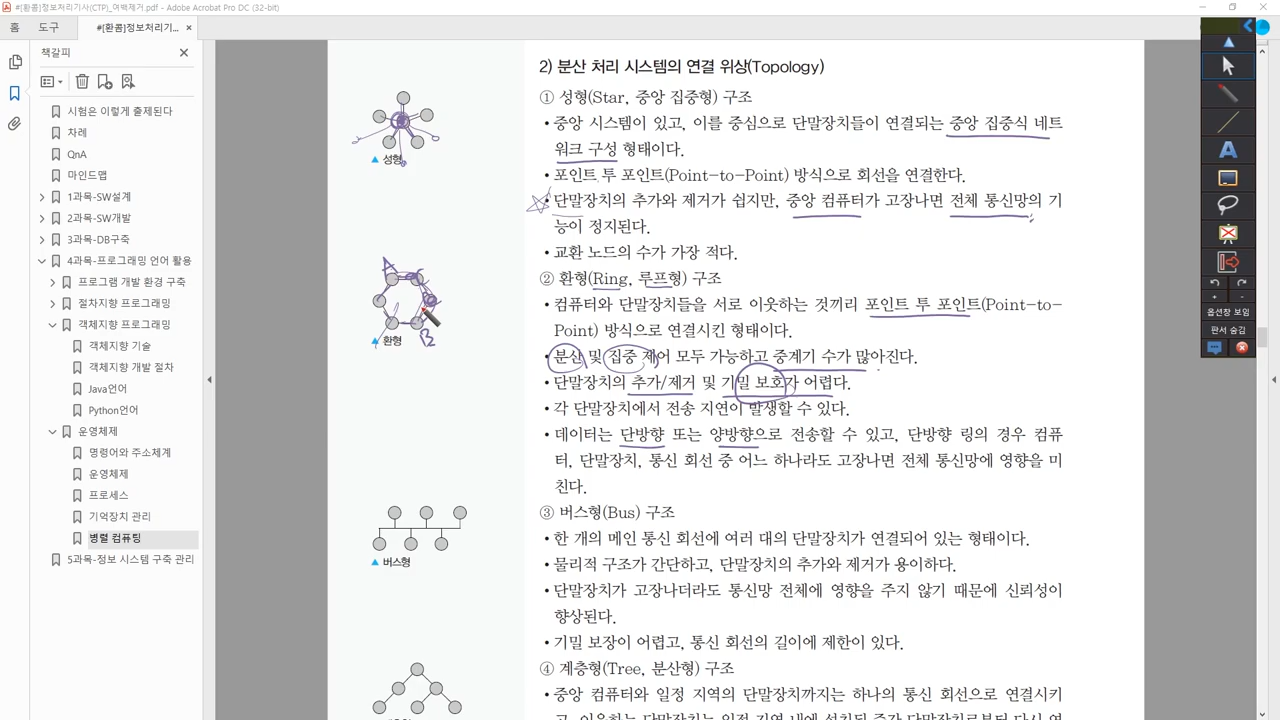 #[환콤]정보처리기사(CTP)_여백제거.pdf - Adobe Acrobat Pro DC (32-bit)
홈 도구 #[환콤]정보처리기... ×
책갈피
시험은 이렇게 출제된다
차례
QnA
마인드맵
1과목-SW설계
2과목-SW개발
3과목-DB구축
4과목-프로그래밍 언어 활용
프로그램 개발 환경 구축
절차지향 프로그래밍
객체지향 프로그래밍
객체지향 기술
객체지향 개발 절차
Java언어
Python언어
운영체제
명령어와 주소체계
운영체제
프로세스
기억장치 관리
병렬 컴퓨팅
5과목-정보 시스템 구축 관리
▲ 성형
A
B
▲ 환형
▲ 버스형
2) 분산 처리 시스템의 연결 위상(Topology)
① 성형(Star, 중앙 집중형) 구조
• 중앙 시스템이 있고, 이를 중심으로 단말장치들이 연결되는 중앙 집중식 네트
워크 구성 형태이다.
• 포인트 투 포인트(Point-to-Point) 방식으로 회선을 연결한다.
• 단말장치의 추가와 제거가 쉽지만, 중앙 컴퓨터가 고장나면 전체 통신망의 기
능이 정지된다.
• 교환 노드의 수가 가장 적다.
② 환형(Ring, 루프형) 구조
• 컴퓨터와 단말장치들을 서로 이웃하는 것끼리 포인트 투 포인트(Point-to-
Point) 방식으로 연결시킨 형태이다.
• 분산 및 집중 제어 모두 가능하고 중계기 수가 많아진다.
• 단말장치의 추가/제거 및 기밀 보호가 어렵다.
• 각 단말장치에서 전송 지연이 발생할 수 있다.
• 데이터는 단방향 또는 양방향으로 전송할 수 있고, 단방향 링의 경우 컴퓨
터, 단말장치, 통신 회선 중 어느 하나라도 고장나면 전체 통신망에 영향을 미
친다.
③ 버스형(Bus) 구조
• 한 개의 메인 통신 회선에 여러 대의 단말장치가 연결되어 있는 형태이다.
• 물리적 구조가 간단하고, 단말장치의 추가와 제거가 용이하다.
• 단말장치가 고장나더라도 통신망 전체에 영향을 주지 않기 때문에 신뢰성이
향상된다.
• 기밀 보장이 어렵고, 통신 회선의 길이에 제한이 있다.
④ 계층형(Tree, 분산형) 구조
• 중앙 컴퓨터와 일정 지역의 단말장치까지는 하나의 통신 회선으로 연결시키
A
옵션창 보임
판서 숨김